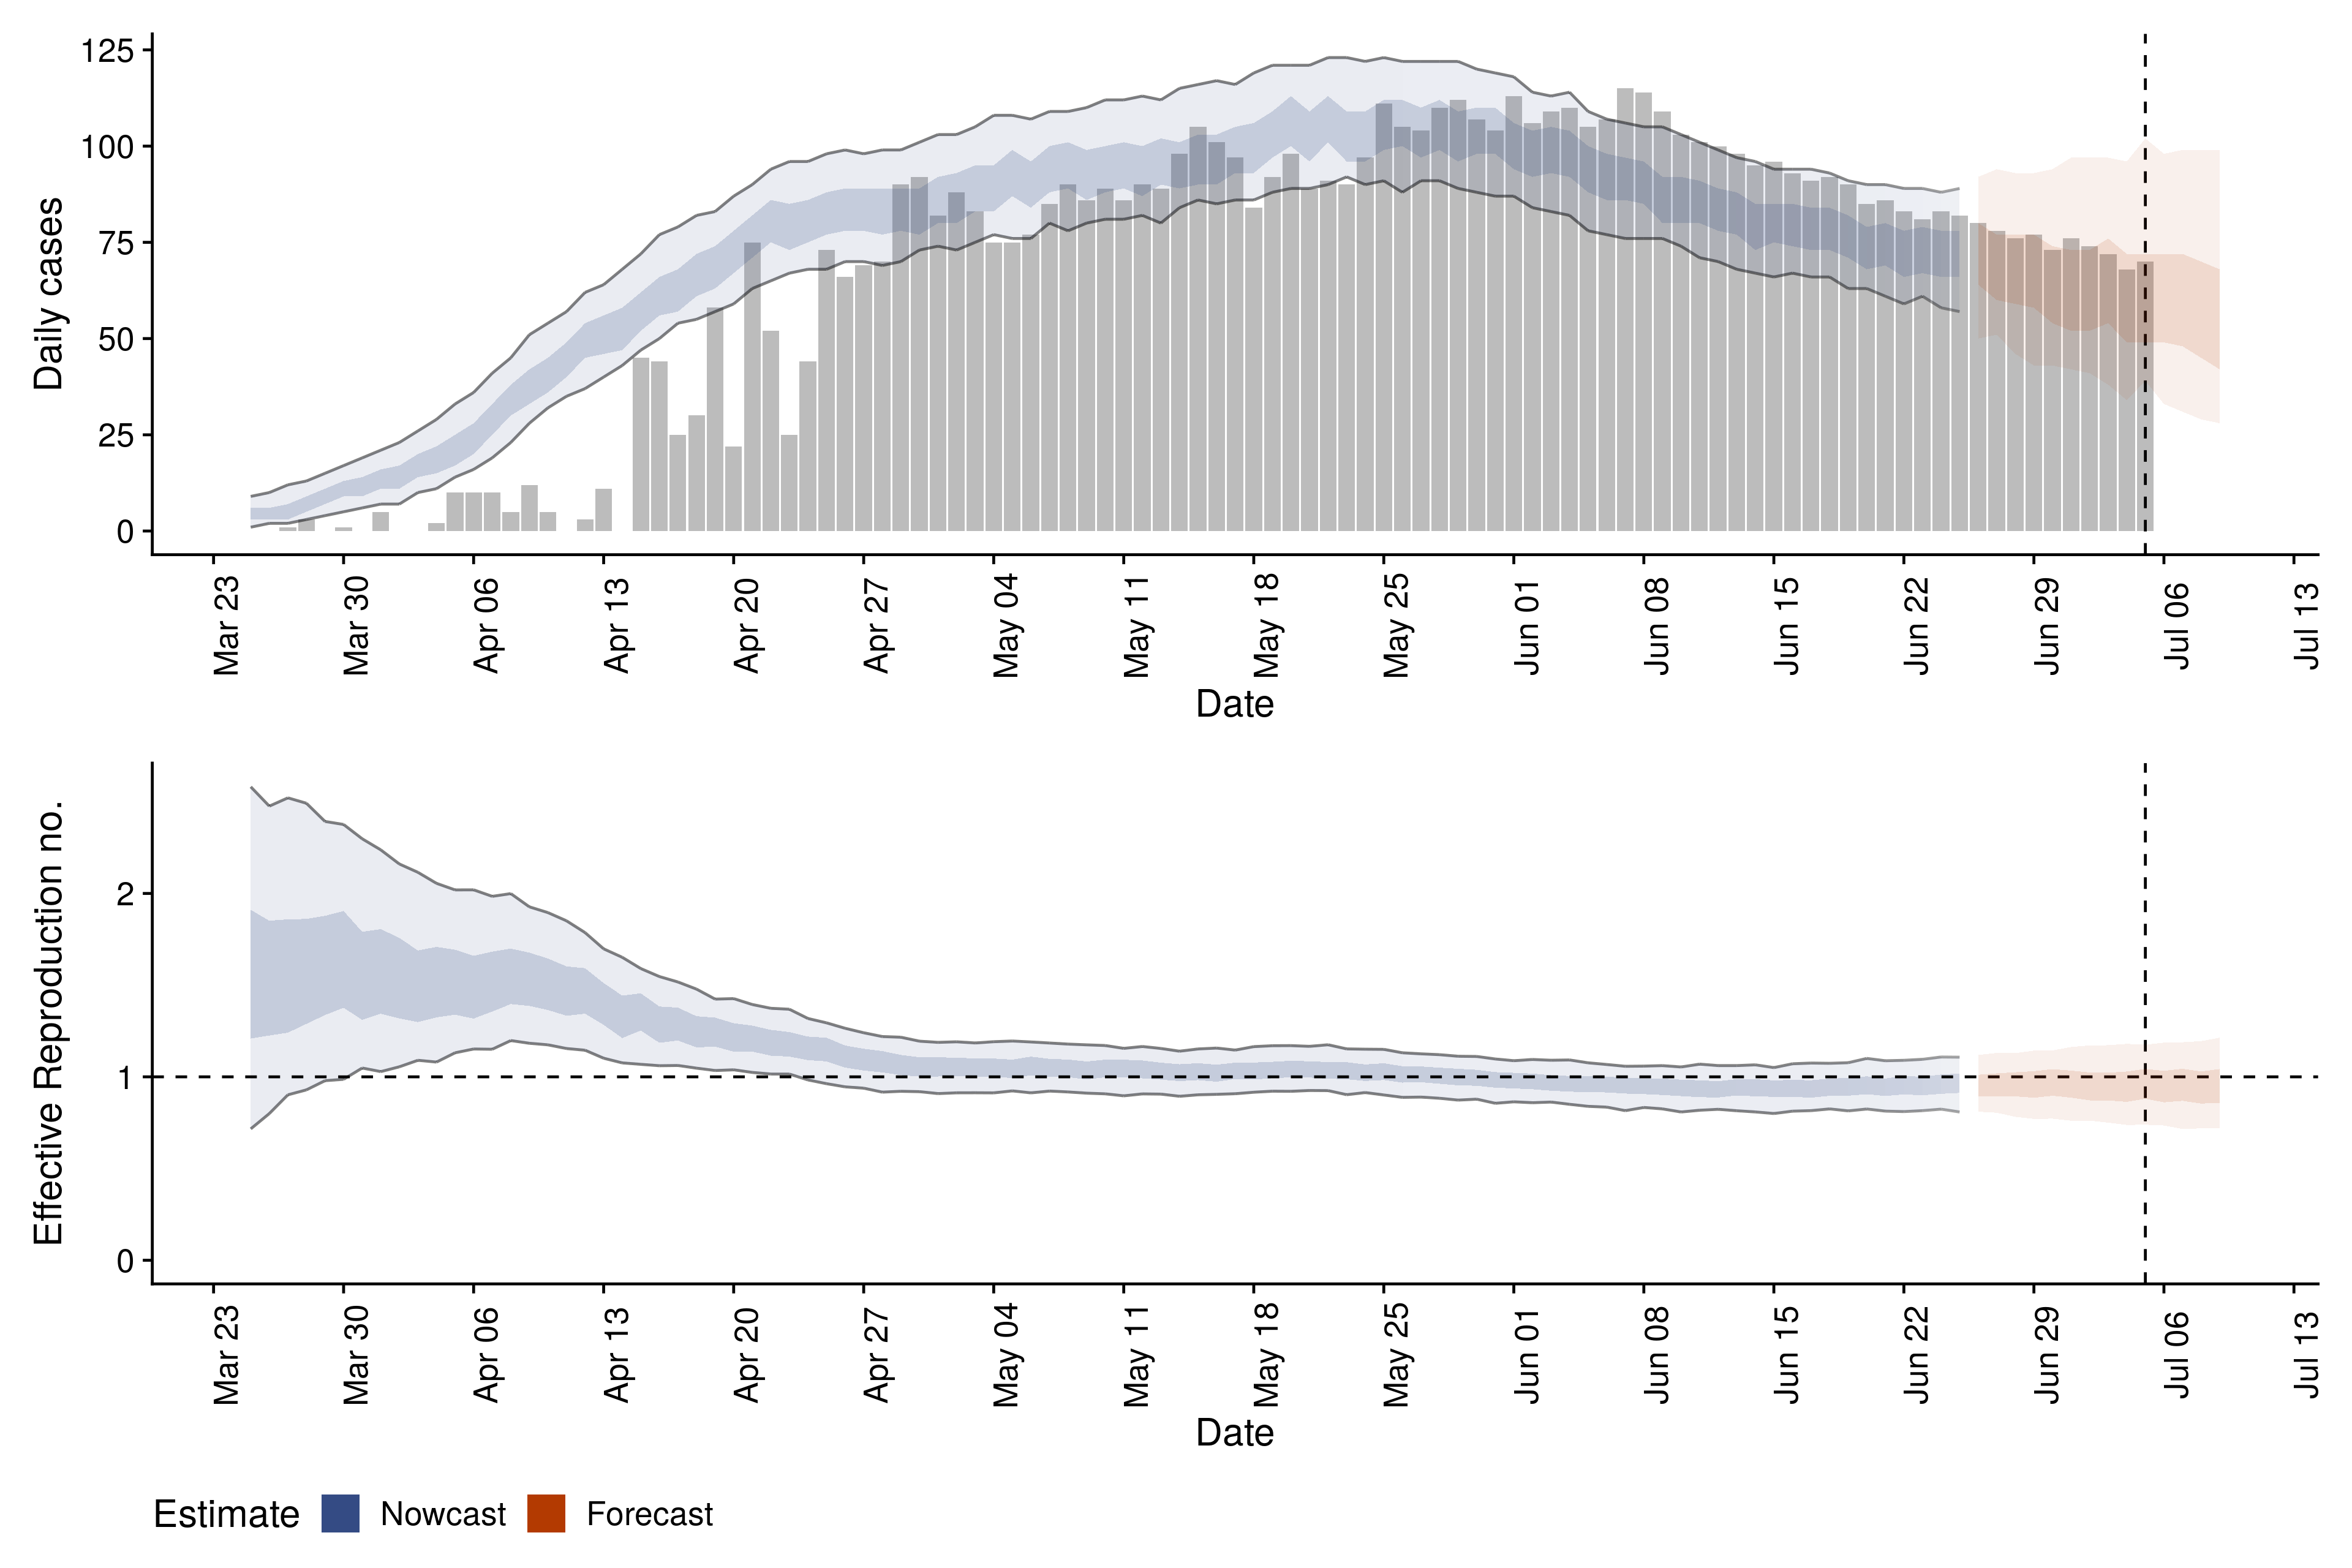 Daily cases
125
100
75
50
25
0
Mar 23
Mar 30
Apr 06
Apr 13
Apr 20
Apr 27
May 04
May 11
May 18
May 25
Jun 01
Jun 08
Jun 15
Jun 22
Jun 29
Jul 06
Jul 13
Date
Effective Reproduction no.
2
1
0
Mar 23
Mar 30
Apr 06
Apr 13
Apr 20
Apr 27
May 04
May 11
May 18
May 25
Jun 01
Jun 08
Jun 15
Jun 22
Jun 29
Jul 06
Jul 13
Date
Estimate Nowcast Forecast